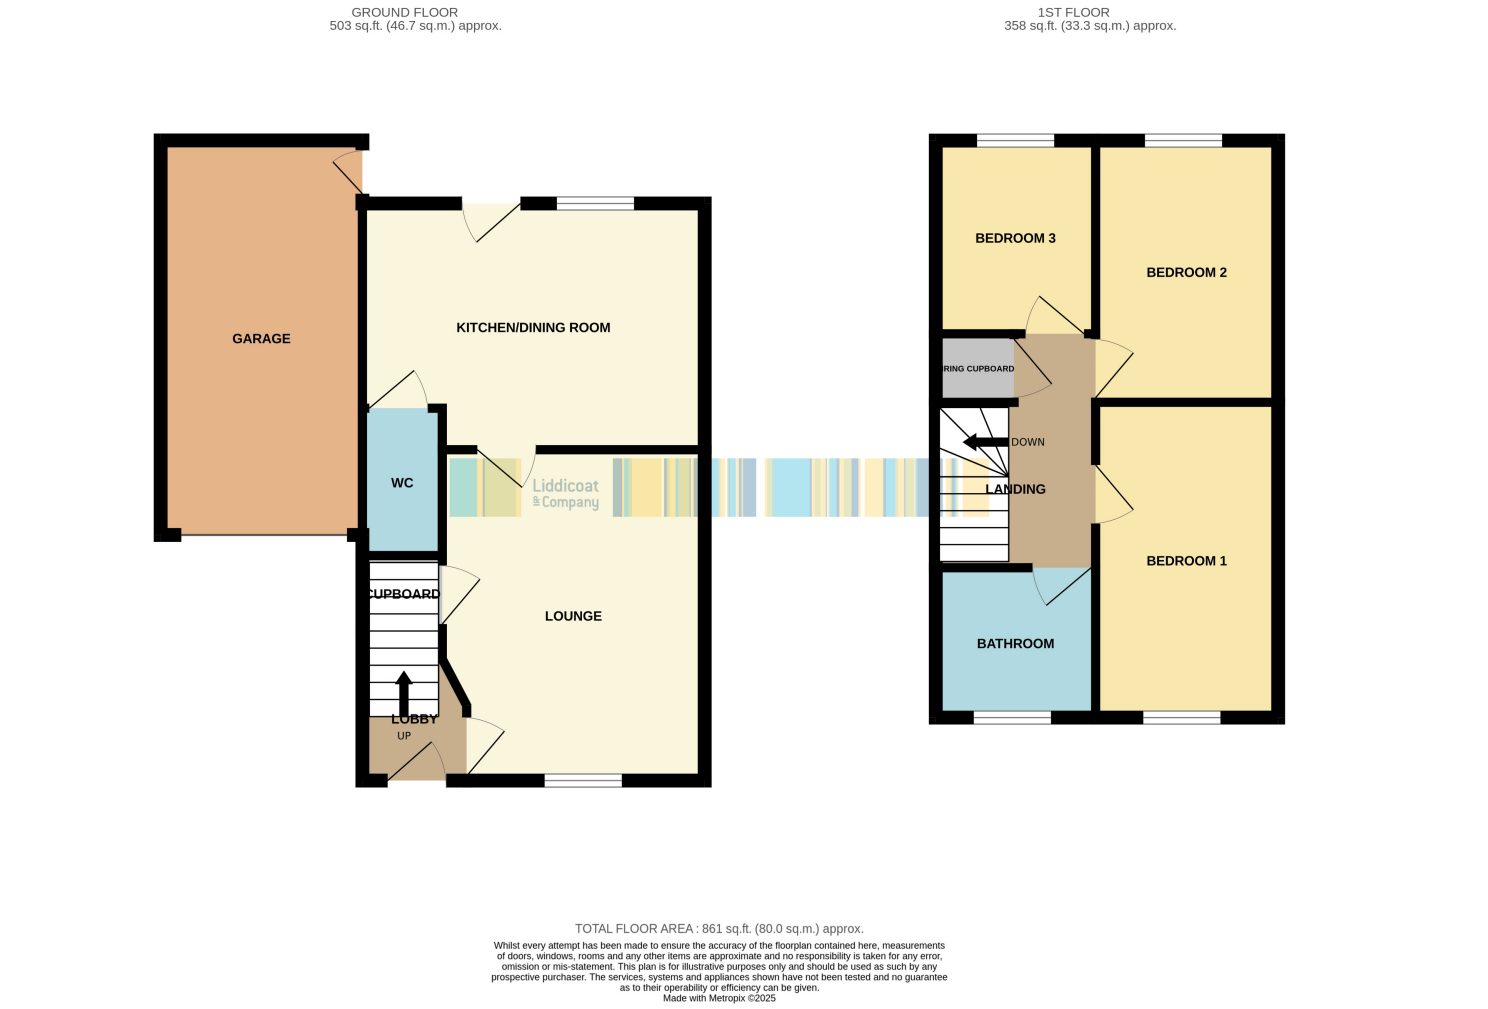 GROUND FLOOR
503 sq.ft. (46.7 sq.m.) approx.
1ST FLOOR
358 sq.ft. (33.3 sq.m.) approx.
GARAGE
KITCHEN/DINING ROOM
WC
Liddicoat
& Company
CUPBOARD
LOUNGE
LOBBY
UP
BEDROOM 3
BEDROOM 2
RING CUPBOARD
DOWN
LANDING
BEDROOM 1
BATHROOM
TOTAL FLOOR AREA : 861 sq.ft. (80.0 sq.m.) approx.
Whilst every attempt has been made to ensure the accuracy of the floorplan contained here, measurements
of doors, windows, rooms and any other items are approximate and no responsibility is taken for any error,
omission or mis-statement. This plan is for illustrative purposes only and should be used as such by any
prospective purchaser. The services, systems and appliances shown have not been tested and no guarantee
as to their operability or efficiency can be given.
Made with Metropix ©2025